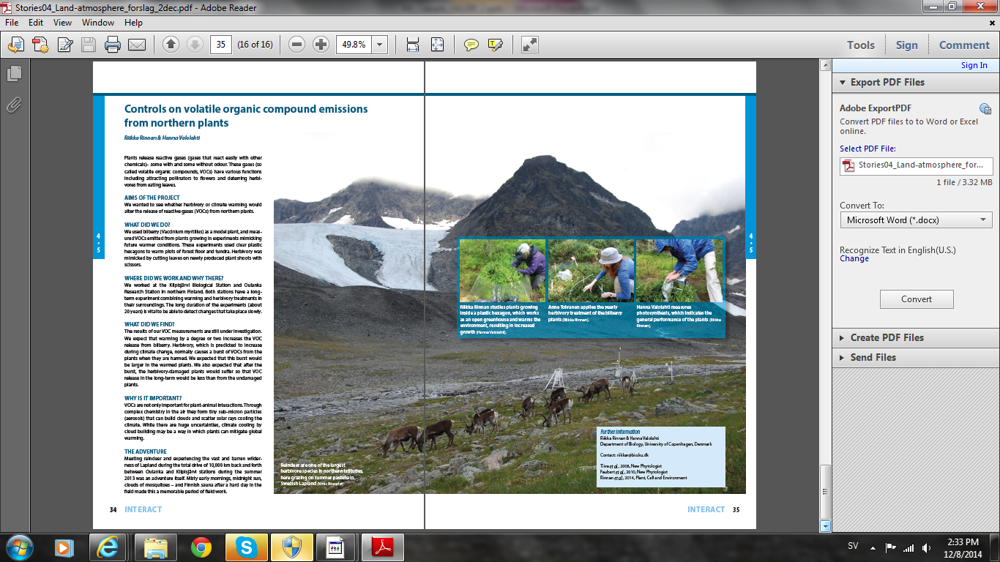 Stories04_Land-atmosphere_forslag_2dec.pdf - Adobe Reader
File Edit View Window Help
35 (16 of 16) 49.8% Tools Sign Comment
Controls on volatile organic compound emissions
from northern plants
Riikka Rinnan & Hanna Valolahti
Plants release reactive gases (gases that react easily with other
chemicals)– some with and some without odour. These gases (so
called volatile organic compounds, VOCs) have various functions
including attracting pollinators to flowers and deterring herbi-
vores from eating leaves.
AIMS OF THE PROJECT
We wanted to see whether herbivory or climate warming would
alter the release of reactive gases (VOCs) from northern plants.
WHAT DID WE DO?
We used bilberry (Vaccinium myrtillus) as a model plant, and meas-
ured VOCs emitted from plants growing in experiments mimicking
future warmer conditions. These experiments used clear plastic
hexagons to warm plots of forest floor and tundra. Herbivory was
mimicked by cutting leaves on newly produced plant shoots with
scissors.
WHERE DID WE WORK AND WHY THERE?
We worked at the Kilpisjärvi Biological Station and Oulanka
Research Station in northern Finland. Both stations have a long-
term experiment combining warming and herbivory treatments in
their surroundings. The long duration of the experiments (about
20 years) is vital to be able to detect changes that take place slowly.
WHAT DID WE FIND?
The results of our VOC measurements are still under investigation.
We expect that warming by a degree or two increases the VOC
release from bilberry. Herbivory, which is predicted to increase
during climate change, normally causes a burst of VOCs from the
plants when they are harmed. We expected that this burst would
be larger in the warmed plants. We also expected that after the
burst, the herbivory-damaged plants would suffer so that VOC
release in the long-term would be less than from the undamaged
plants.
WHY IS IT IMPORTANT?
VOCs are not only important for plant-animal interactions. Through
complex chemistry in the air they form tiny sub-micron particles
(aerosols) that can build clouds and scatter solar rays cooling the
climate. While there are huge uncertainties, climate cooling by
cloud building may be a way in which plants can mitigate global
warming.
THE ADVENTURE
Meeting reindeer and experiencing the vast and barren wilder-
ness of Lapland during the total drive of 10,000 km back and forth
between Oulanka and Kilpisjärvi stations during the summer
2013 was an adventure itself. Misty early mornings, midnight sun,
clouds of mosquitoes – and Finnish sauna after a hard day in the
field made this a memorable period of field work.
4
•
5
34 INTERACT
Reindeer are one of the largest
herbivore species in northern latitudes,
here grazing on summer pasture in
Swedish Lapland
Riikka Rinnan studies plants growing
inside a plastic hexagon, which works
as an open greenhouse and warms the
environment, resulting in increased
growth (Hanna Valolahti).
Anne Tolvanen applies the yearly
herbivory treatment of the bilberry
plants (Riikka Rinnan).
Hanna Valolahti measures
photosynthesis, which indicates the
general performance of the plants (Riikka
Rinnan).
4
•
5
Further information
Riikka Rinnan & Hanna Valolahti
Department of Biology, University of Copenhagen, Denmark
Contact: riikkar@bio.ku.dk
Tiiva et al., 2008, New Phytologist
Faubert et al., 2010, New Phytologist
Rinnan et al., 2014, Plant, Cell and Environment
INTERACT 35
Sign In
Export PDF Files
Adobe ExportPDF
Convert PDF files to to Word or Excel
online.
Select PDF File:
Stories04_Land-atmosphere_for...
1 file / 3.32 MB
Convert To:
Microsoft Word (*.docx)
Recognize Text in English(U.S.)
Change
Convert
Create PDF Files
Send Files
SV
2:33 PM
12/8/2014